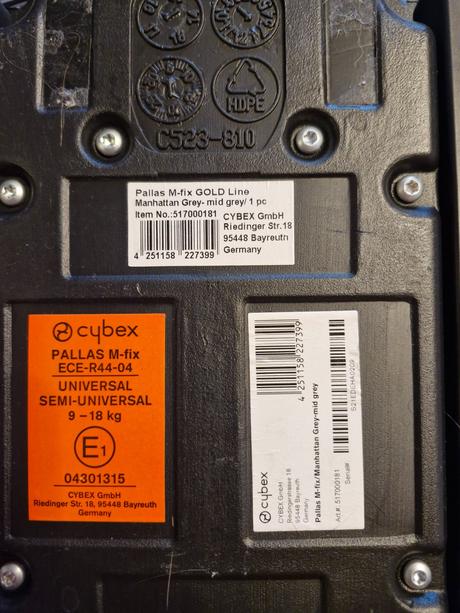 18
HDPE
C523-810
Pallas M-fix GOLD Line
Manhattan Grey- mid grey/ 1 pc
Item No.:517000181
CYBEX GmbH
Riedinger Str.18
95448 Bayreuth
Germany
4 251158 227399
cybex
PALLAS M-fix
ECE-R44-04
UNIVERSAL
SEMI-UNIVERSAL
9 – 18 kg
E1
04301315
CYBEX GmbH
Riedinger Str. 18, 95448 Bayreuth
Germany
cybex
CYBEX GmbH
Riedingerstrasse 18
95448 Bayreuth
Germany
4 251158 227399
Pallas M-fix/Manhattan Grey-mid grey
Art.#: 517000181
Serial#